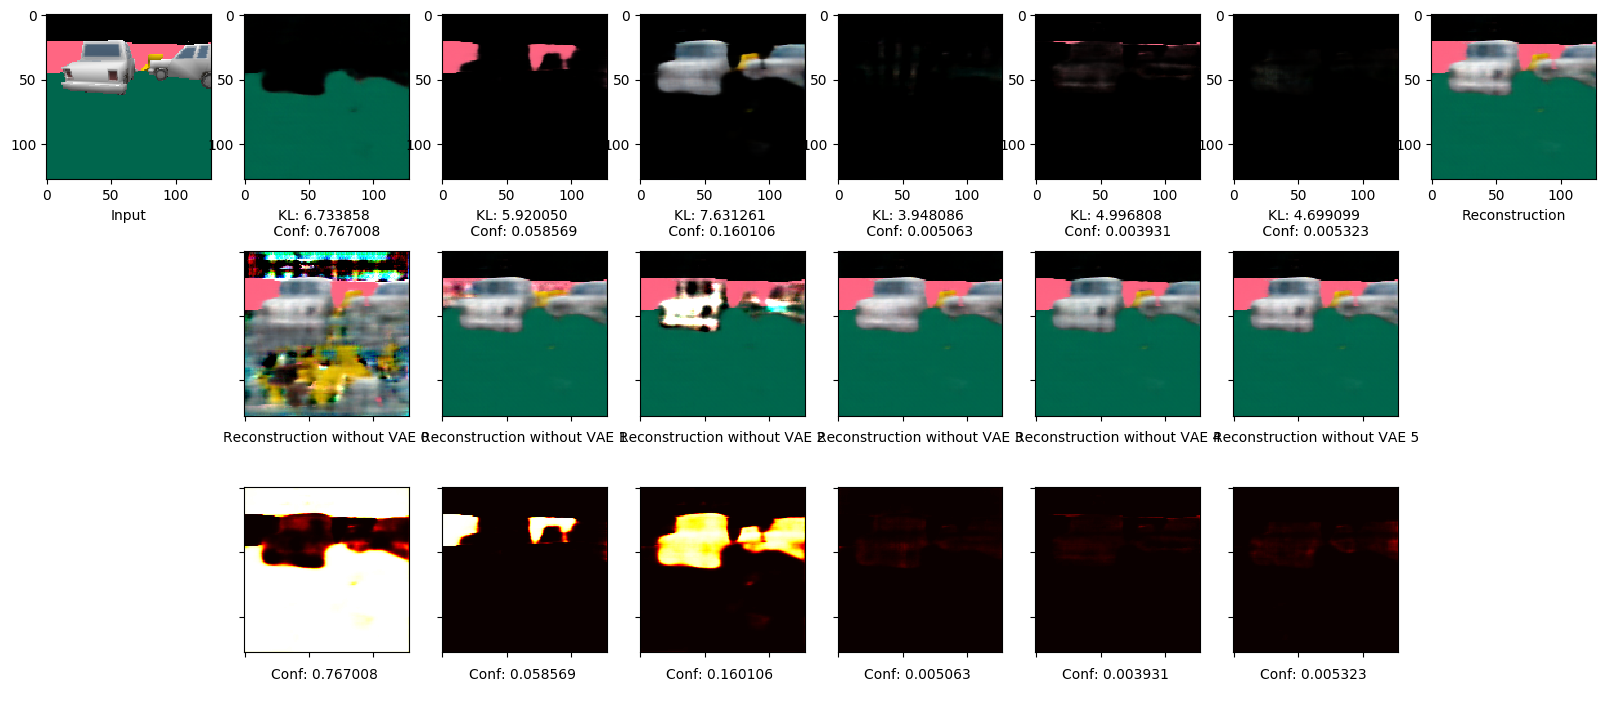 0
50
100
0 50 100
Input
0
50
100
0 50 100
KL: 6.733858
Conf: 0.767008
0
50
100
0 50 100
KL: 5.920050
Conf: 0.058569
0
50
100
0 50 100
KL: 7.631261
Conf: 0.160106
0
50
100
0 50 100
KL: 3.948086
Conf: 0.005063
0
50
100
0 50 100
KL: 4.996808
Conf: 0.003931
0
50
100
0 50 100
KL: 4.699099
Conf: 0.005323
0
50
100
0 50 100
Reconstruction
Reconstruction without VAE 0
Reconstruction without VAE 1
Reconstruction without VAE 2
Reconstruction without VAE 3
Reconstruction without VAE 4
Reconstruction without VAE 5
Conf: 0.767008
Conf: 0.058569
Conf: 0.160106
Conf: 0.005063
Conf: 0.003931
Conf: 0.005323